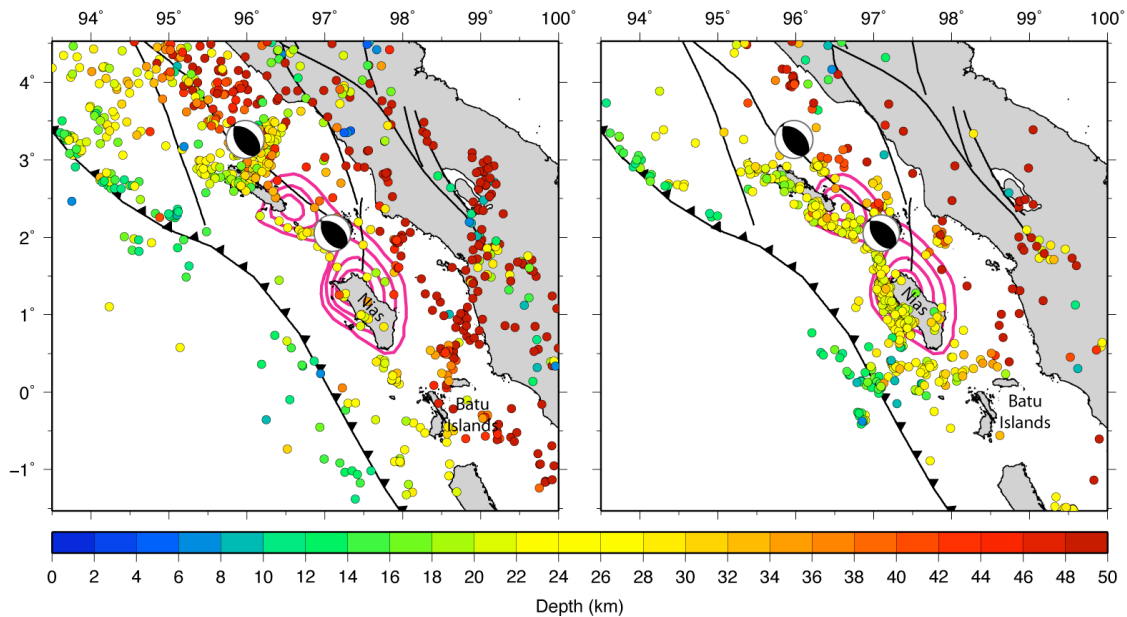 94° 95° 96° 97° 98° 99° 100° 94° 95° 96° 97° 98° 99° 100°
4°
3°
2°
1°
0°
−1°
Nias
Batu
Islands
Nias
Batu
Islands
0 2 4 6 8 10 12 14 16 18 20 22 24 26 28 30 32 34 36 38 40 42 44 46 48 50
Depth (km)